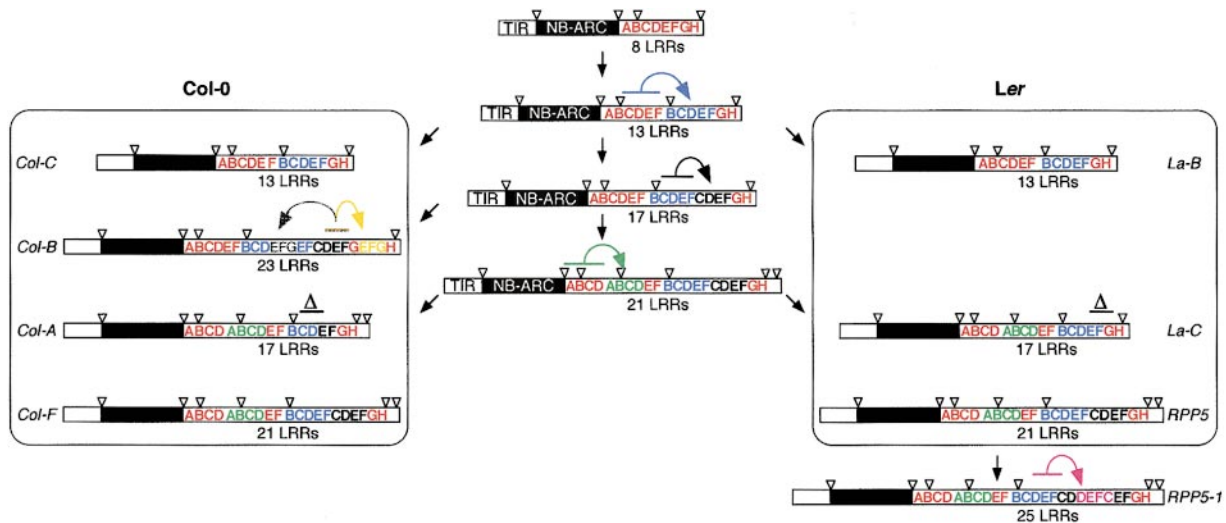 TIR NB-ARC ABCDEFGH
8 LRRs
Col-0
Ler
TIR NB-ARC ABCDEF BCDEFGH
13 LRRs
Col-C ABCDEFBCDEFGH
13 LRRs
La-B ABCDEF BCDEFGH
13 LRRs
TIR NB-ARC ABCDEF BCDEFCDEFGH
17 LRRs
Col-B ABCDEFBCDEFGEFCDEFGEFGH
23 LRRs
TIR NB-ARC ABCD ABCDEF BCDEFCDEFGH
21 LRRs
Δ
Col-A ABCD ABCDEF BCDEFGH
17 LRRs
Δ
ABCD ABCDEF BCDEFGH La-C
17 LRRs
Col-F ABCD ABCDEF BCDEFCDEFGH
21 LRRs
ABCD ABCDEF BCDEFCDEFGH RPP5
21 LRRs
ABCD ABCDEF BCDEFCDDEFCEFGH RPP5-1
25 LRRs